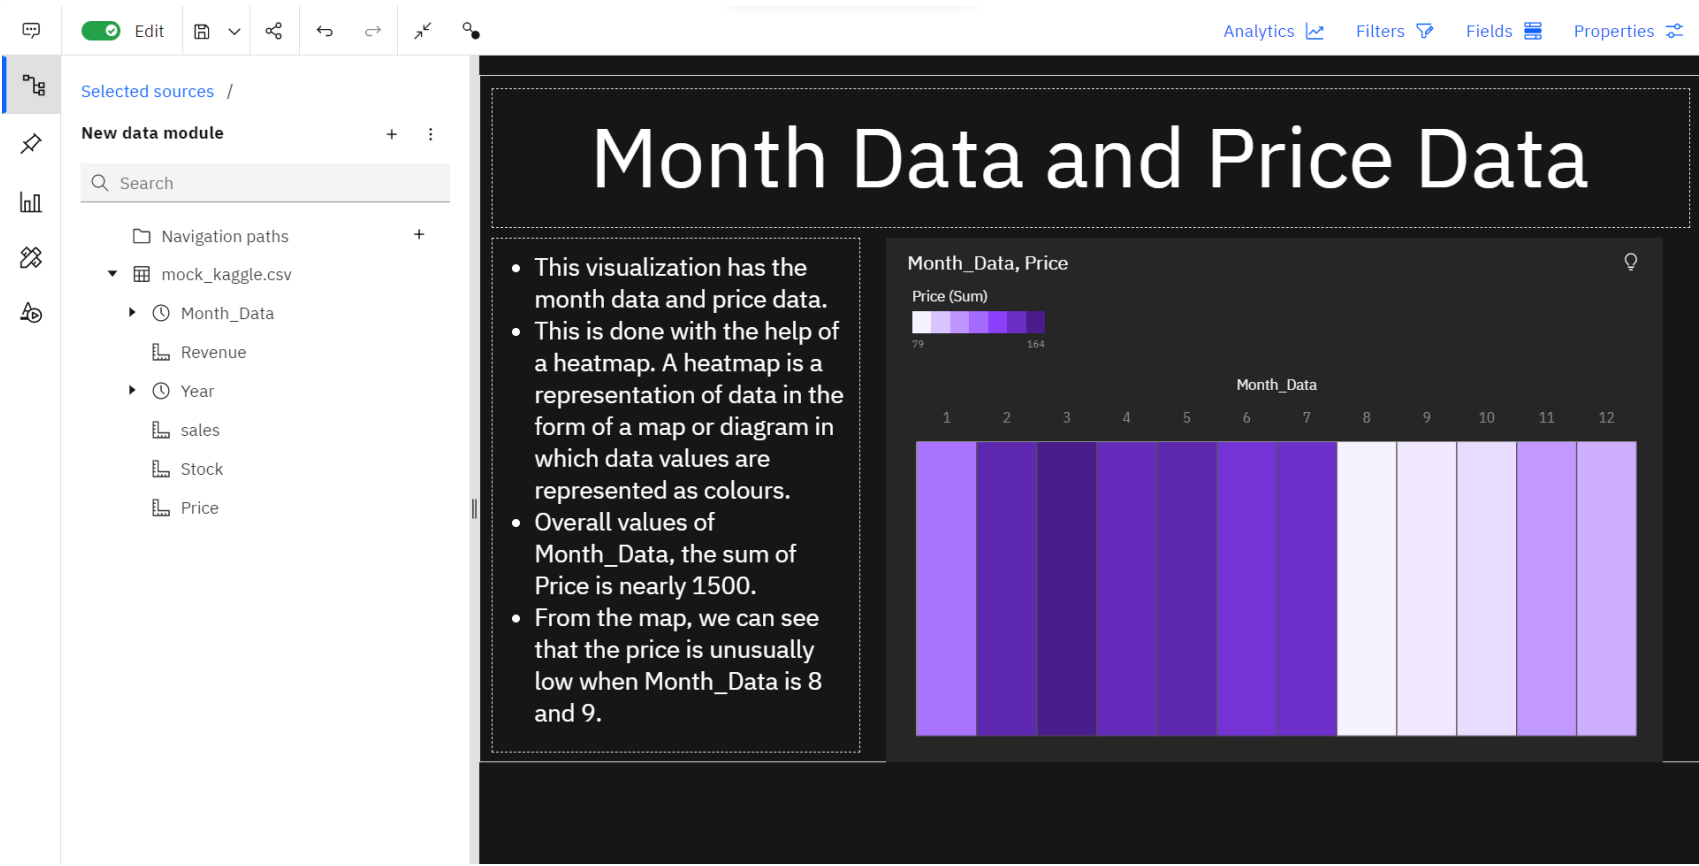 Edit
Analytics
Filters
Fields
Properties
Selected sources /
New data module
Search
Navigation paths
mock_kaggle.csv
Month_Data
Revenue
Year
sales
Stock
Price
Month Data and Price Data
• This visualization has the
month data and price data.
• This is done with the help of
a heatmap. A heatmap is a
representation of data in the
form of a map or diagram in
which data values are
represented as colours.
• Overall values of
Month_Data, the sum of
Price is nearly 1500.
• From the map, we can see
that the price is unusually
low when Month_Data is 8
and 9.
Month_Data, Price
Price (Sum)
79 164
Month_Data
1 2 3 4 5 6 7 8 9 10 11 12